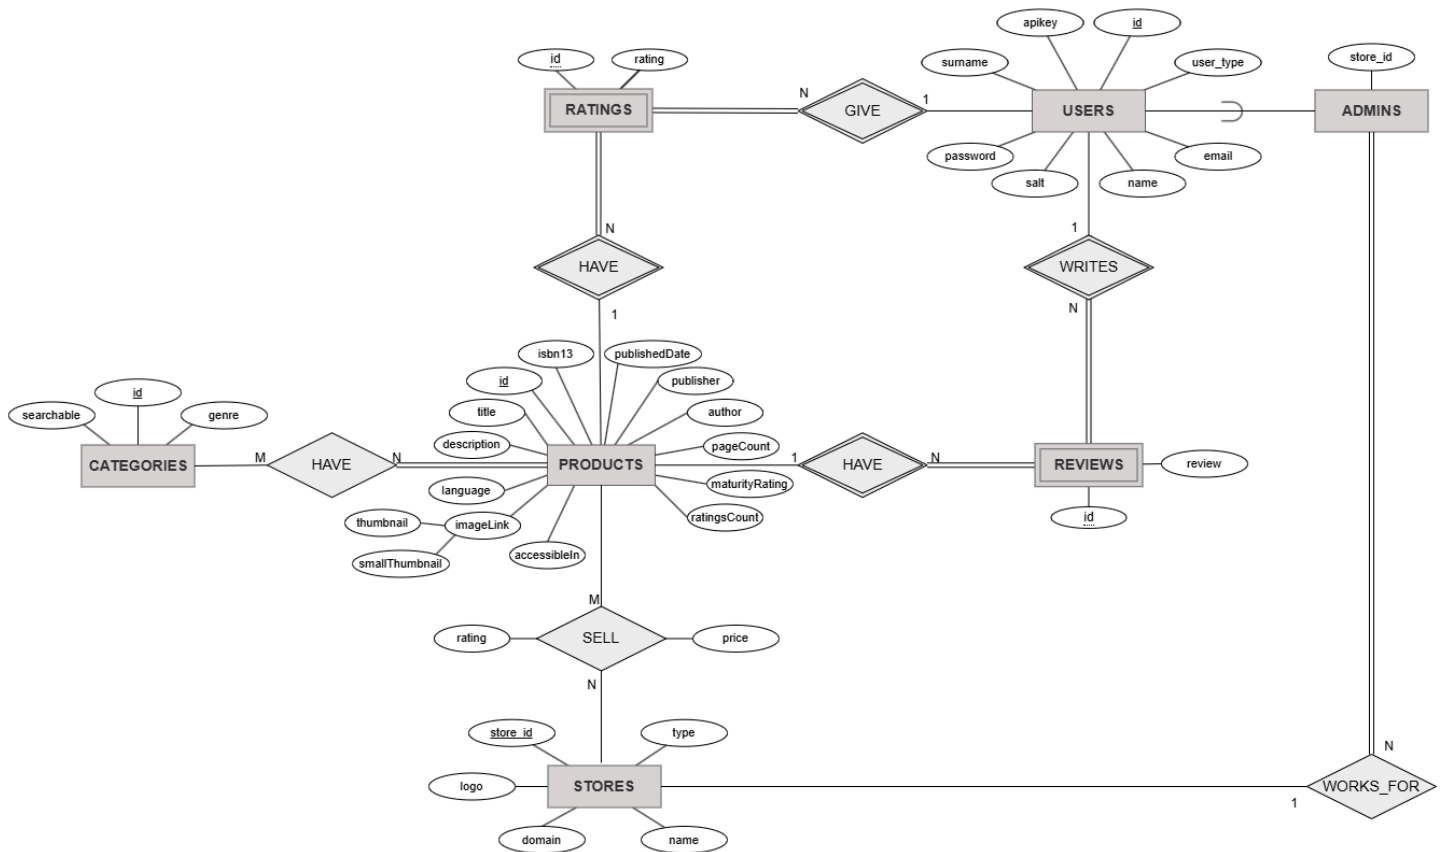 apikey
id
surname
user_type
store_id
id
rating
RATINGS
N
GIVE
1
USERS
ADMINS
password
email
salt
name
N
HAVE
1
1
WRITES
N
isbn13
publishedDate
id
publisher
title
author
description
pageCount
language
maturityRating
thumbnail
imageLink
ratingsCount
smallThumbnail
accessibleIn
searchable
id
genre
CATEGORIES
M
HAVE
N
PRODUCTS
1
HAVE
N
REVIEWS
review
id
M
rating
SELL
price
N
store_id
type
logo
STORES
domain
name
1
N
WORKS_FOR